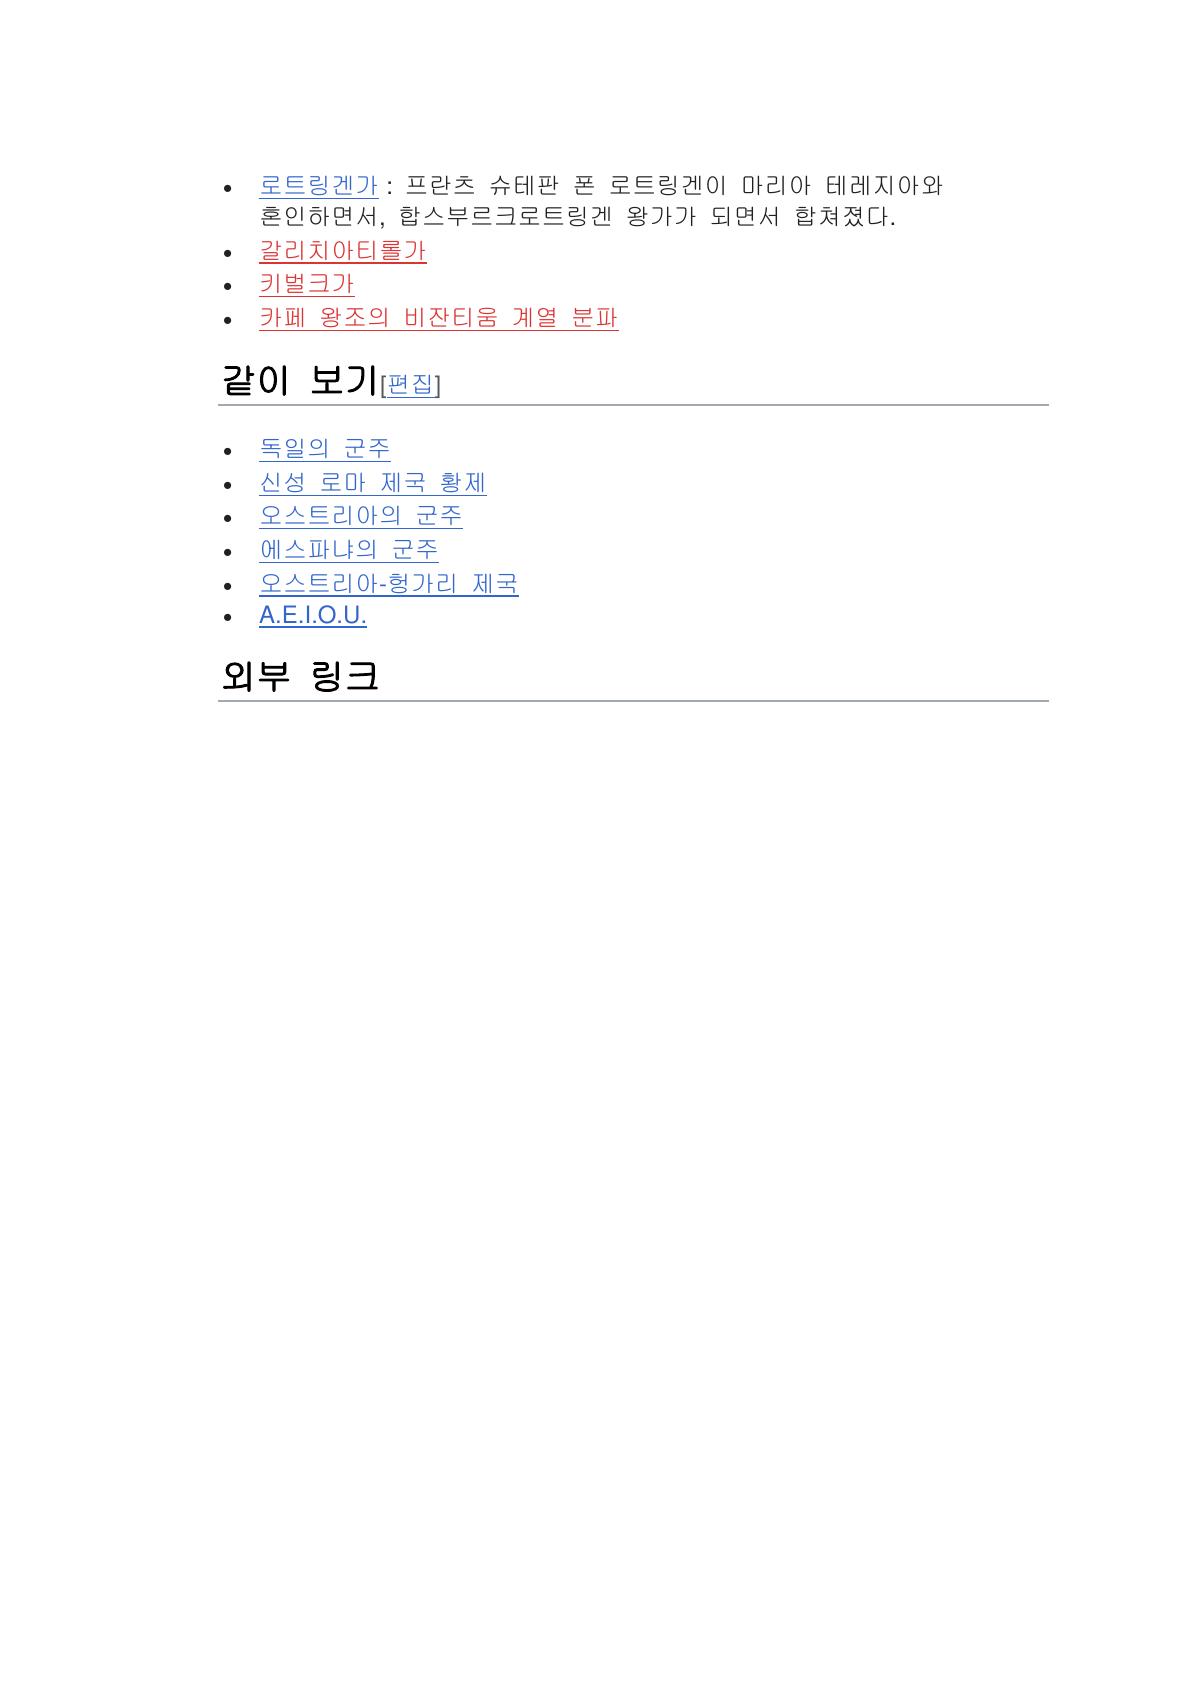 로트링겐가 : 프란츠 슈테판 폰 로트링겐이 마리아 테레지아와
혼인하면서, 합스부르크로트링겐 왕가가 되면서 합쳐졌다.
갈리치아티롤가
키벌크가
카페 왕조의 비잔티움 계열 분파
같이 보기[편집]
독일의 군주
신성 로마 제국 황제
오스트리아의 군주
에스파냐의 군주
오스트리아-헝가리 제국
A.E.I.O.U.
외부 링크